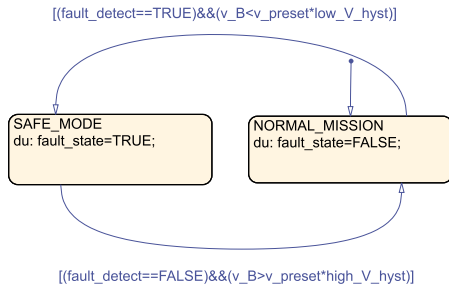 [(fault_detect==TRUE)&&(v_B<v_preset*low_V_hyst)]
SAFE_MODE
du: fault_state=TRUE;
NORMAL_MISSION
du: fault_state=FALSE;
[(fault_detect==FALSE)&&(v_B>v_preset*high_V_hyst)]